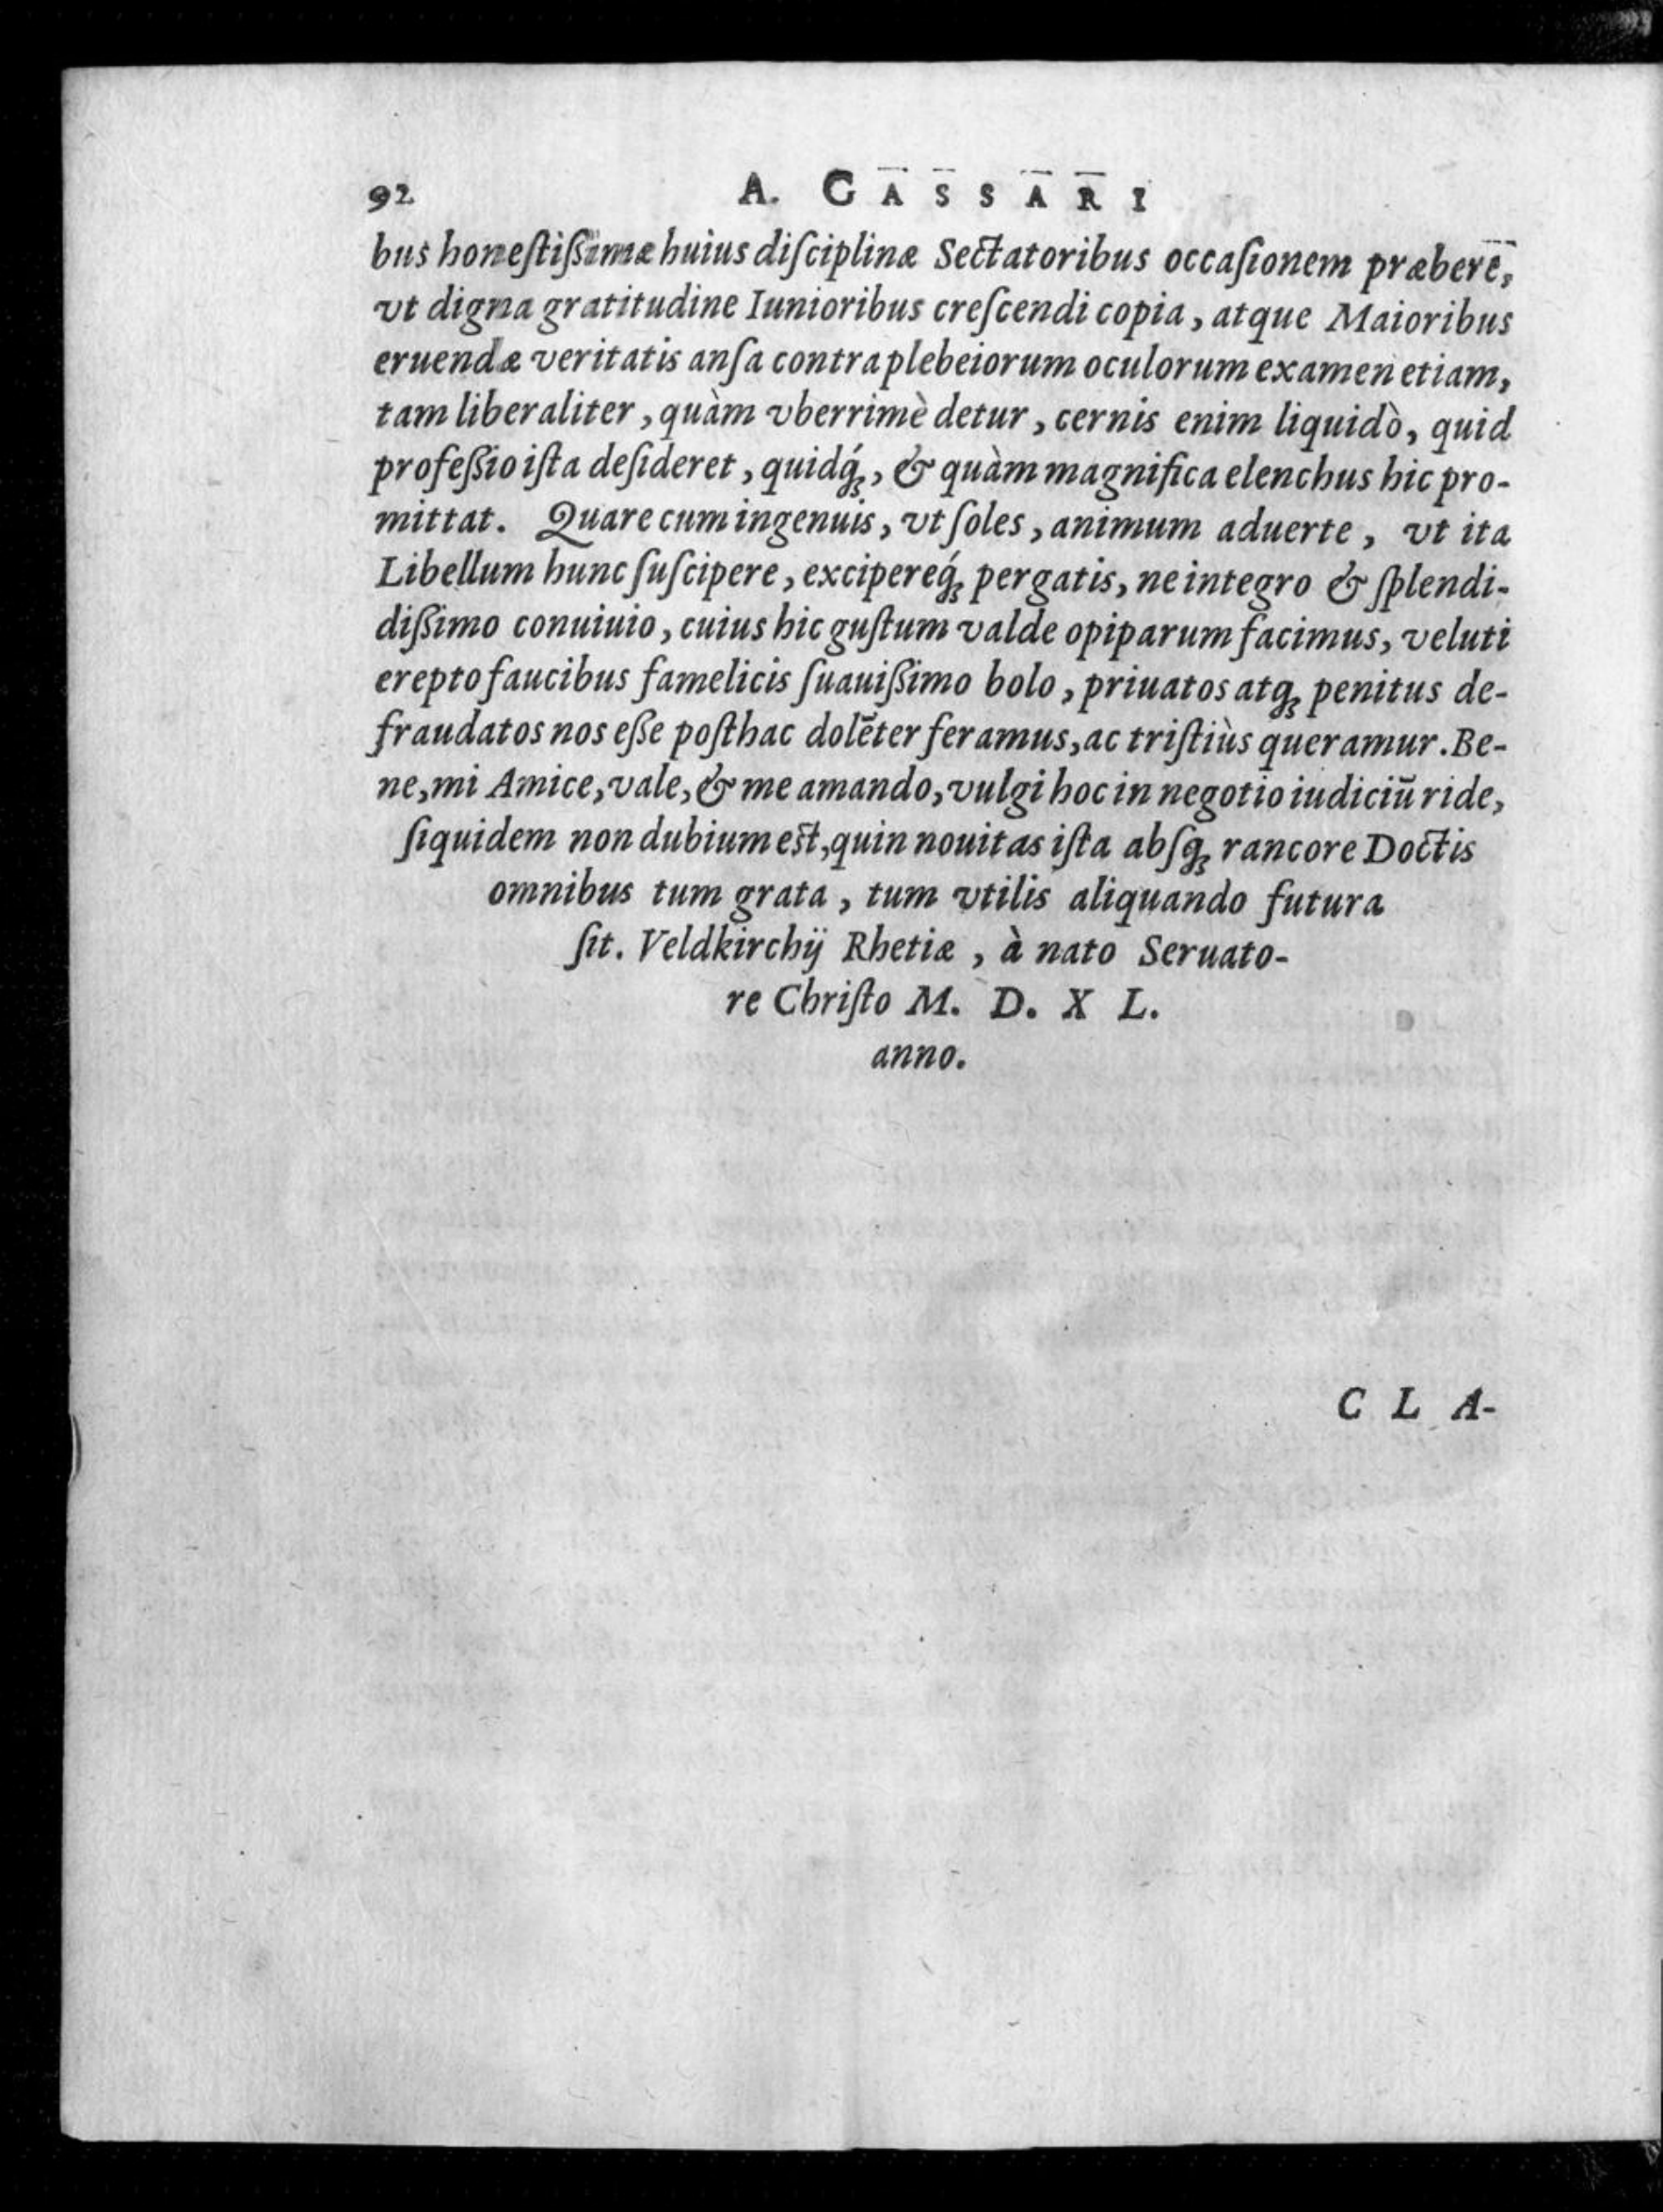 92 A. GASSARI
bus honeſtiſsimæ huius diſciplinæ Sectatoribus occaſionem præbere,
vt digna gratitudine Iunioribus creſcendi copia, atque Maioribus
eruendæ veritatis anſa contra plebeiorum oculorum examen etiam,
tam liberaliter, quàm vberrimè detur, cernis enim liquidò, quid
profeſsio iſta deſideret, quidq́ꝫ, & quàm magnifica elenchus hic pro-
mittat. Quare cum ingenuis, vt ſoles, animum aduerte, vt ita
Libellum hunc ſuſcipere, excipereq́ꝫ pergatis, ne integro & ſplendi-
diſsimo conuiuio, cuius hic guſtum valde opiparum facimus, veluti
erepto faucibus famelicis ſuauiſsimo bolo, priuatos atqꝫ penitus de-
fraudatos nos eſse poſthac dolẽter feramus, ac triſtiùs queramur. Be-
ne, mi Amice, vale, & me amando, vulgi hoc in negotio iudiciũ ride,
ſiquidem non dubium eſt, quin nouitas iſta abſqꝫ rancore Doctis
omnibus tum grata, tum vtilis aliquando futura
ſit. Veldkirchij Rhetiæ, à nato Seruato-
re Chriſto M. D. X L.
anno.
C L A-